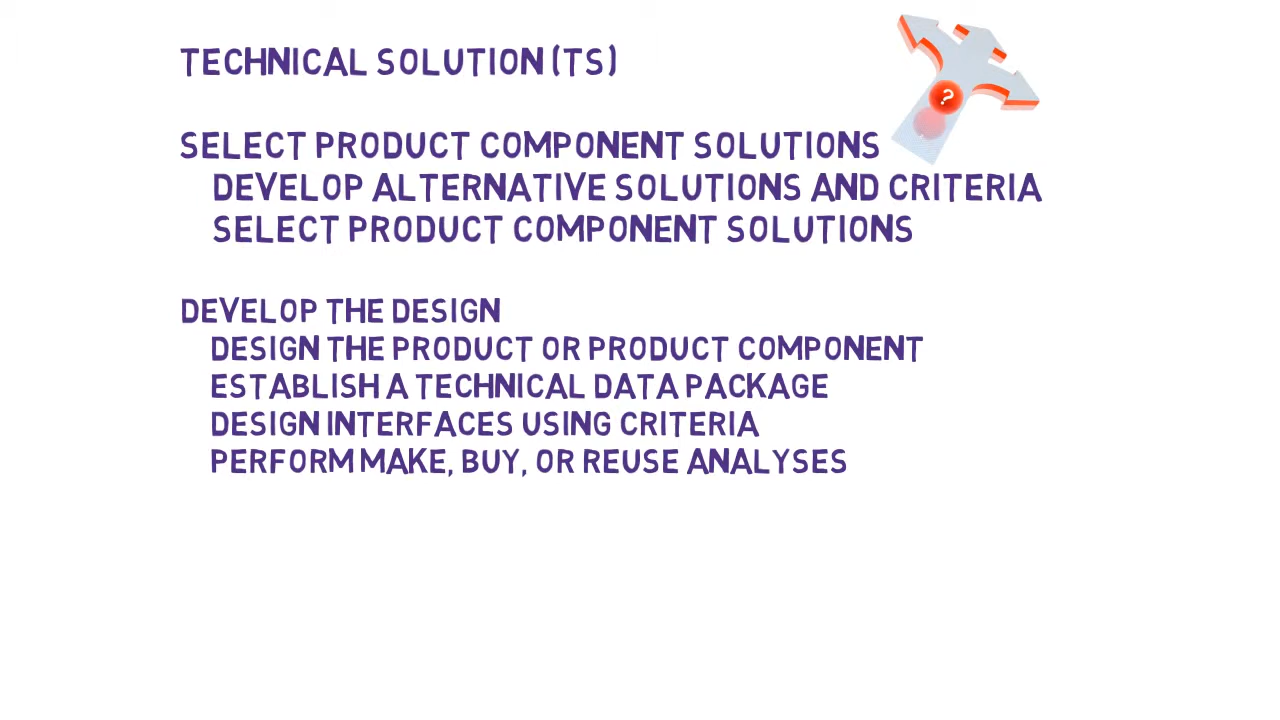 TECHNICAL SOLUTION (TS)
?
SELECT PRODUCT COMPONENT SOLUTIONS
DEVELOP ALTERNATIVE SOLUTIONS AND CRITERIA
SELECT PRODUCT COMPONENT SOLUTIONS
DEVELOP THE DESIGN
DESIGN THE PRODUCT OR PRODUCT COMPONENT
ESTABLISH A TECHNICAL DATA PACKAGE
DESIGN INTERFACES USING CRITERIA
PERFORM MAKE, BUY, OR REUSE ANALYSES